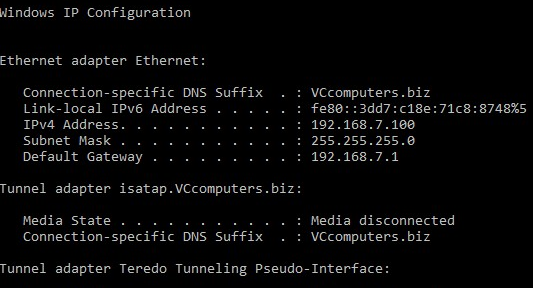 Windows IP Configuration
Ethernet adapter Ethernet:
Connection-specific DNS Suffix  . : VCcomputers.biz
Link-local IPv6 Address . . . . . : fe80::3dd7:c18e:71c8:8748%5
IPv4 Address. . . . . . . . . . . : 192.168.7.100
Subnet Mask . . . . . . . . . . . : 255.255.255.0
Default Gateway . . . . . . . . . : 192.168.7.1
Tunnel adapter isatap.VCcomputers.biz:
Media State . . . . . . . . . . . : Media disconnected
Connection-specific DNS Suffix  . : VCcomputers.biz
Tunnel adapter Teredo Tunneling Pseudo-Interface: